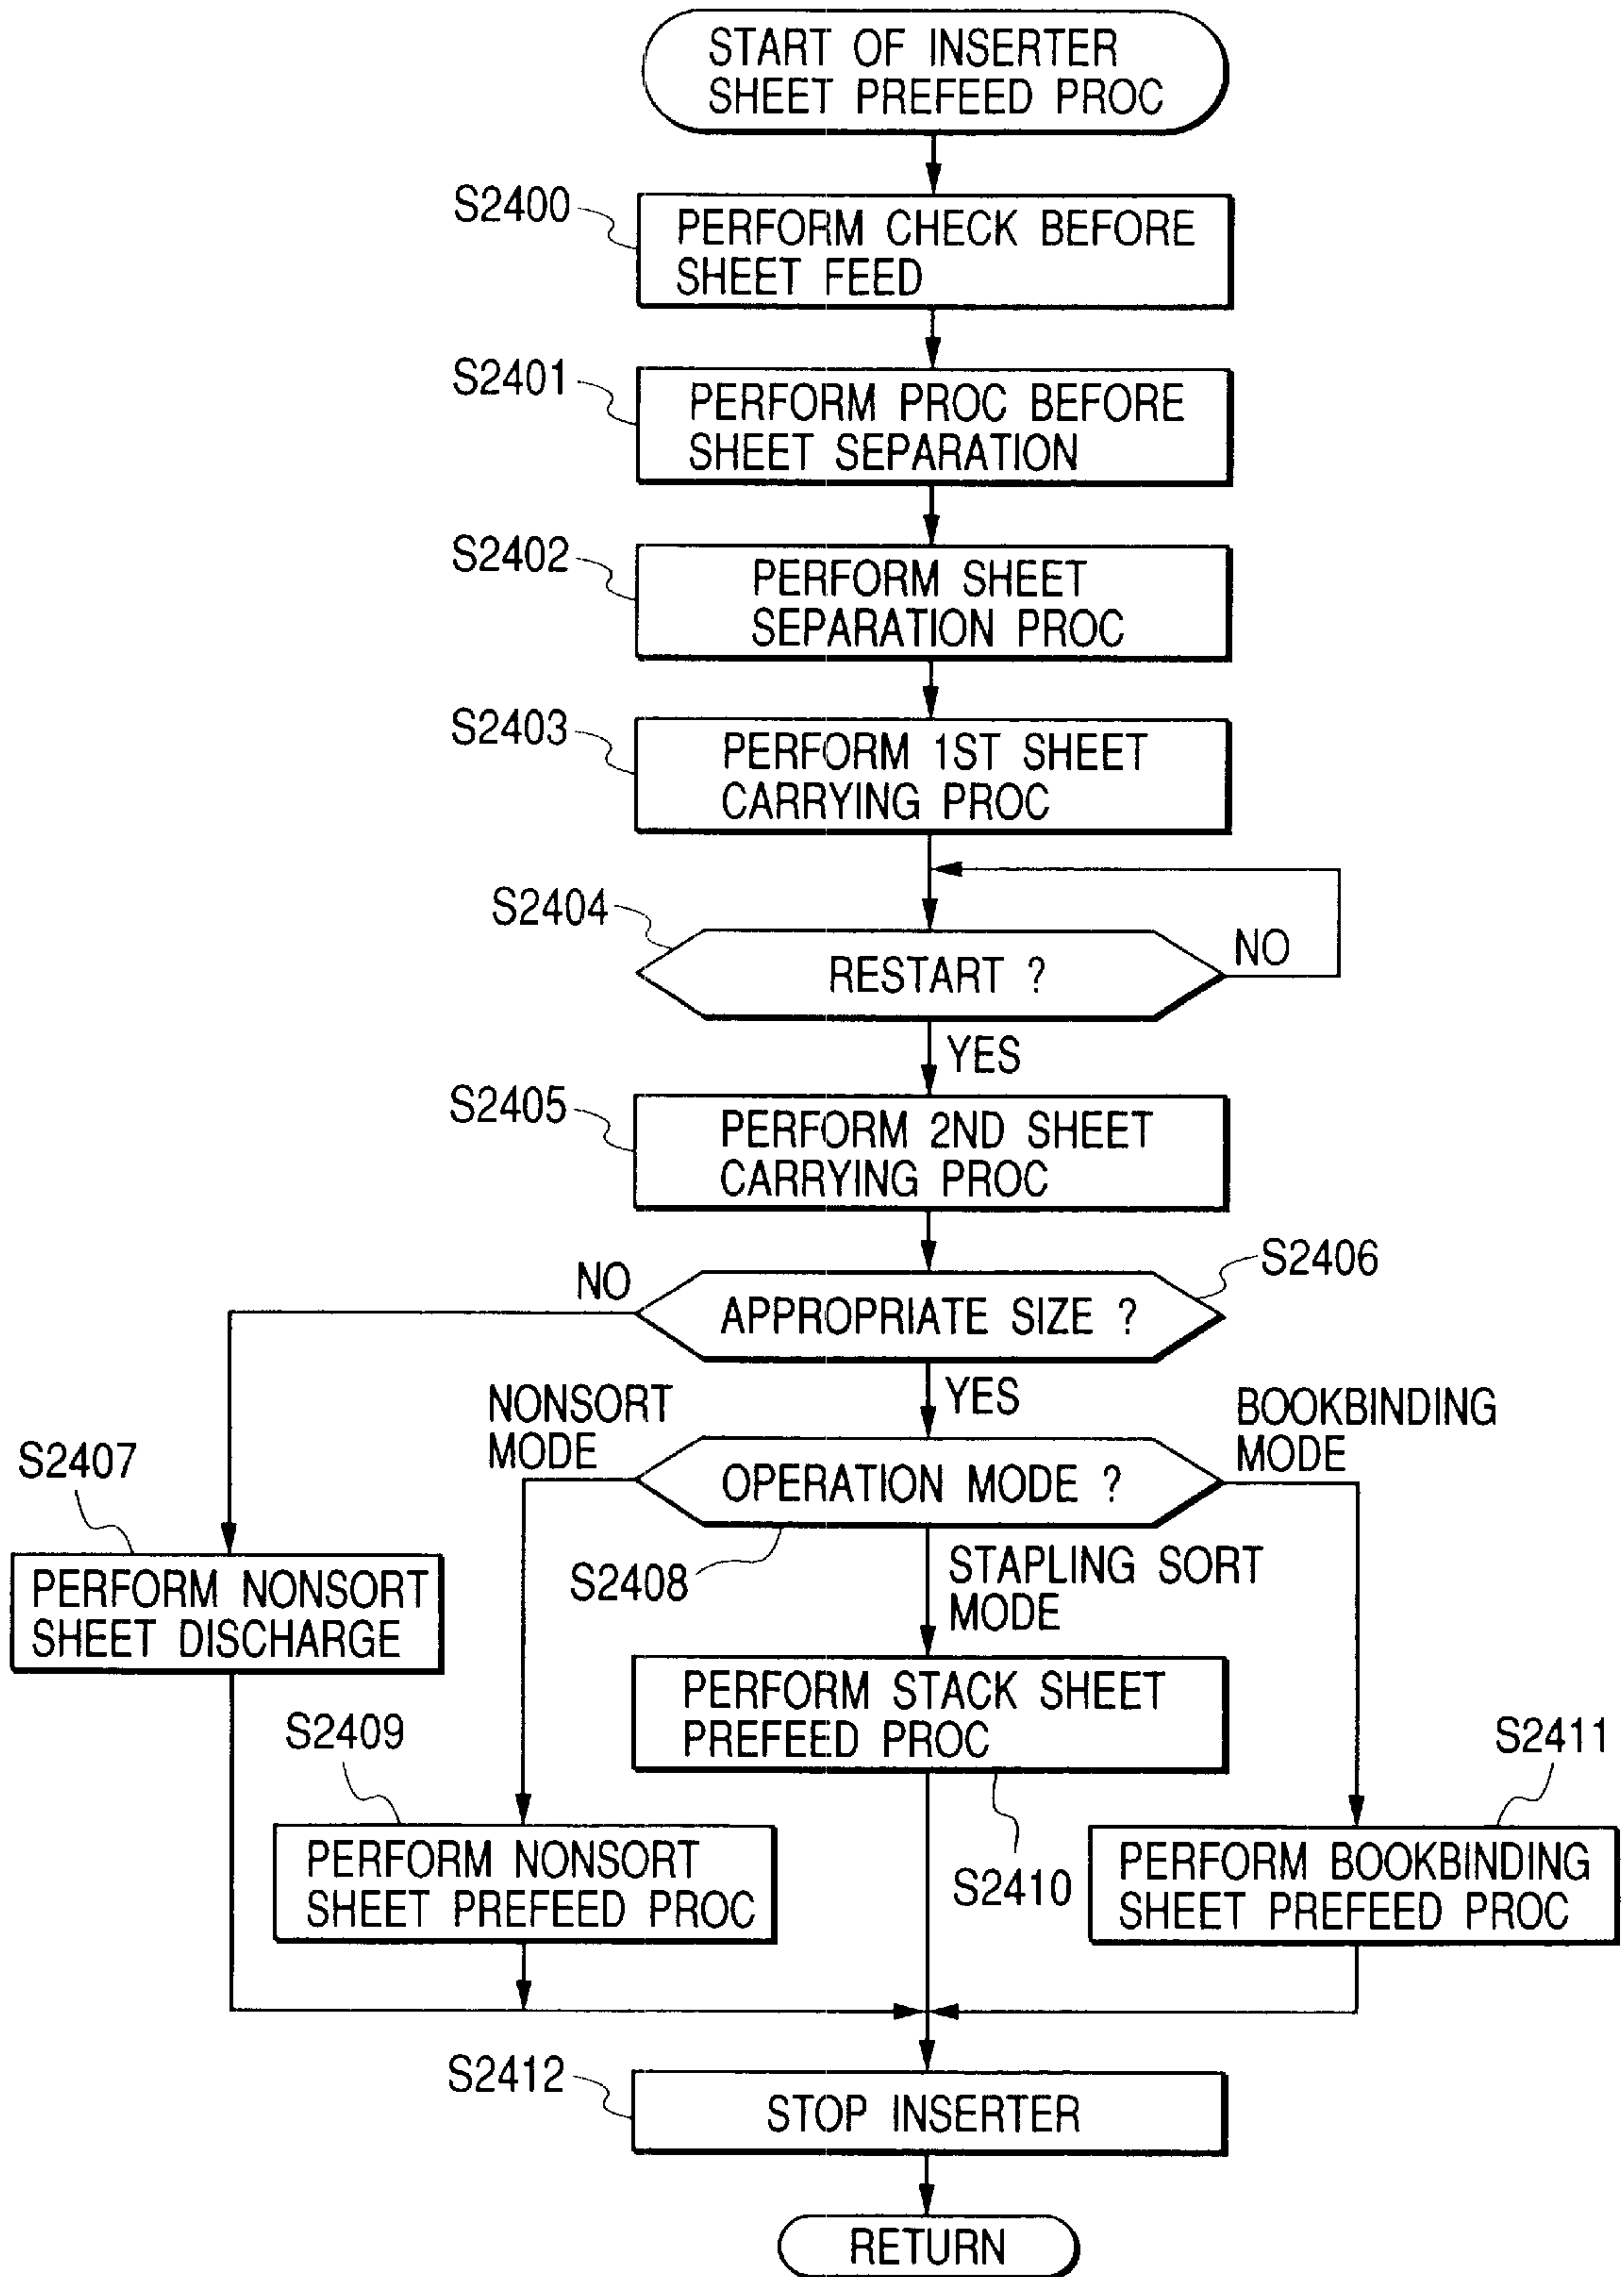 START OF INSERTER
SHEET PREFEED PROC
S2400
PERFORM CHECK BEFORE
SHEET FEED
S2401
PERFORM PROC BEFORE
SHEET SEPARATION
S2402
PERFORM SHEET
SEPARATION PROC
S2403
PERFORM 1ST SHEET
CARRYING PROC
S2404
RESTART ?
NO
YES
S2405
PERFORM 2ND SHEET
CARRYING PROC
S2406
NO
APPROPRIATE SIZE ?
YES
NONSORT
MODE
BOOKBINDING
MODE
S2407
OPERATION MODE ?
S2408
STAPLING SORT
MODE
PERFORM NONSORT
SHEET DISCHARGE
PERFORM STACK SHEET
PREFEED PROC
S2409
S2411
PERFORM NONSORT
SHEET PREFEED PROC
S2410
PERFORM BOOKBINDING
SHEET PREFEED PROC
S2412
STOP INSERTER
RETURN